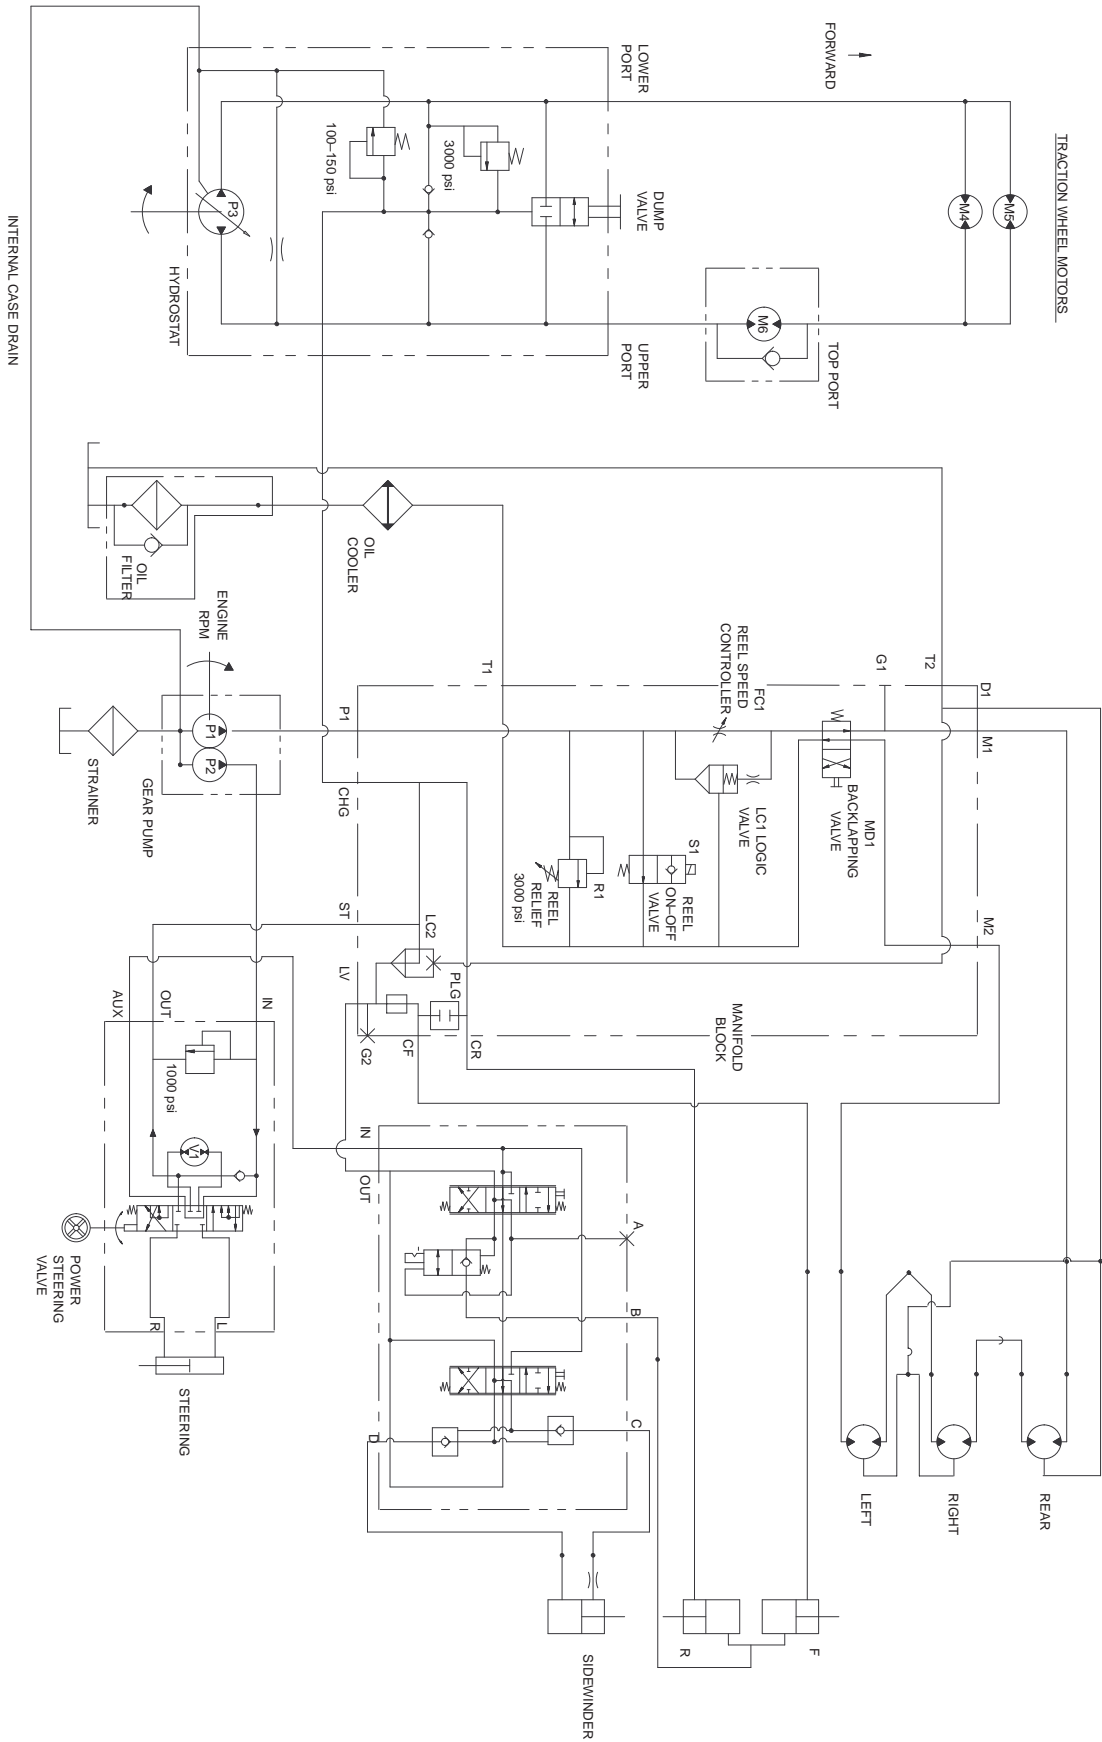 FORWARD
TRACTION WHEEL MOTORS
LOWER
PORT
M4
M5
100–150 psi
3000 psi
DUMP
VALVE
P3
M6
HYDROSTAT
UPPER
PORT
TOP PORT
INTERNAL CASE DRAIN
OIL
COOLER
OIL
FILTER
ENGINE
RPM
T1
REEL SPEED
CONTROLLER
FC1
G1
T2
D1
P1
P1
P2
STRAINER
GEAR PUMP
CHG
W
M1
MD1
BACKLAPPING
VALVE
LC1 LOGIC
VALVE
S1
REEL
ON–OFF
VALVE
R1
REEL
RELIEF
3000 psi
M2
ST
LC2
LV
PLG
MANIFOLD
BLOCK
IN
OUT
AUX
G2
CF
CR
1000 psi
V1
IN
OUT
A
B
C
D
POWER
STEERING
VALVE
R
L
STEERING
LEFT
RIGHT
REAR
SIDEWINDER
R
F